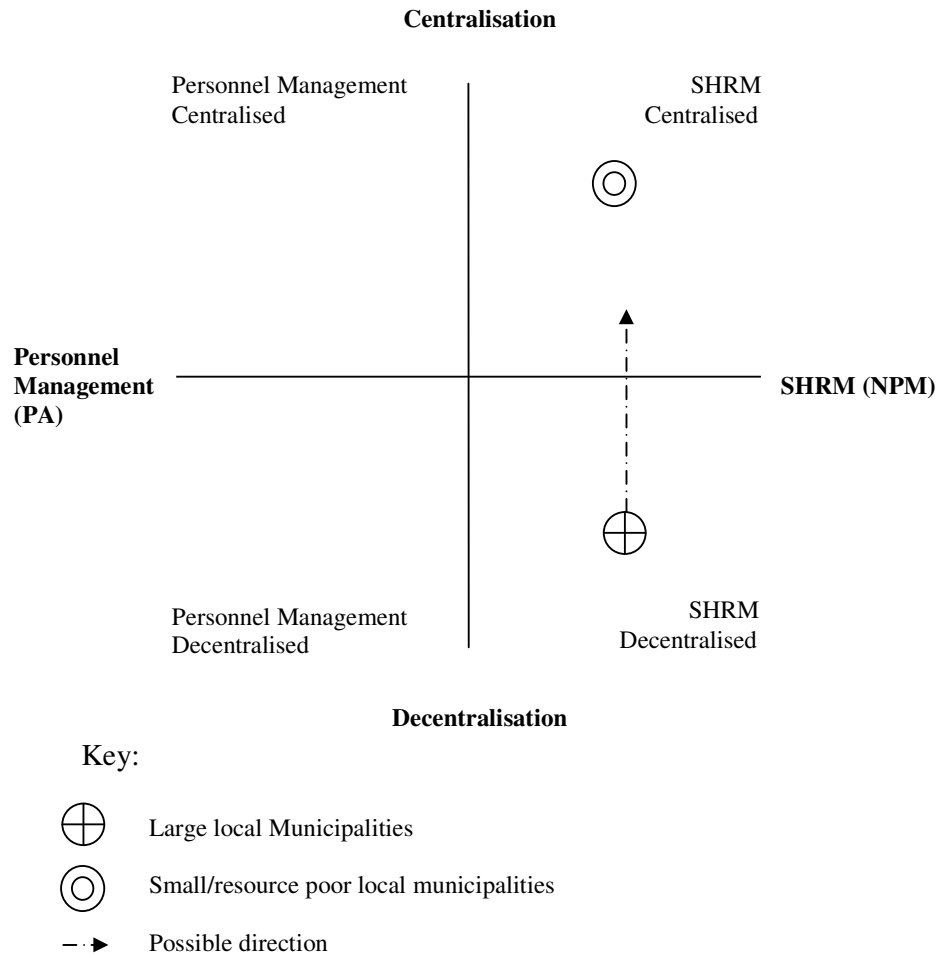 Centralisation
Personnel Management
Centralised
SHRM
Centralised
Personnel
Management
(PA)
SHRM (NPM)
Personnel Management
Decentralised
SHRM
Decentralised
Decentralisation
Key:
Large local Municipalities
Small/resource poor local municipalities
Possible direction